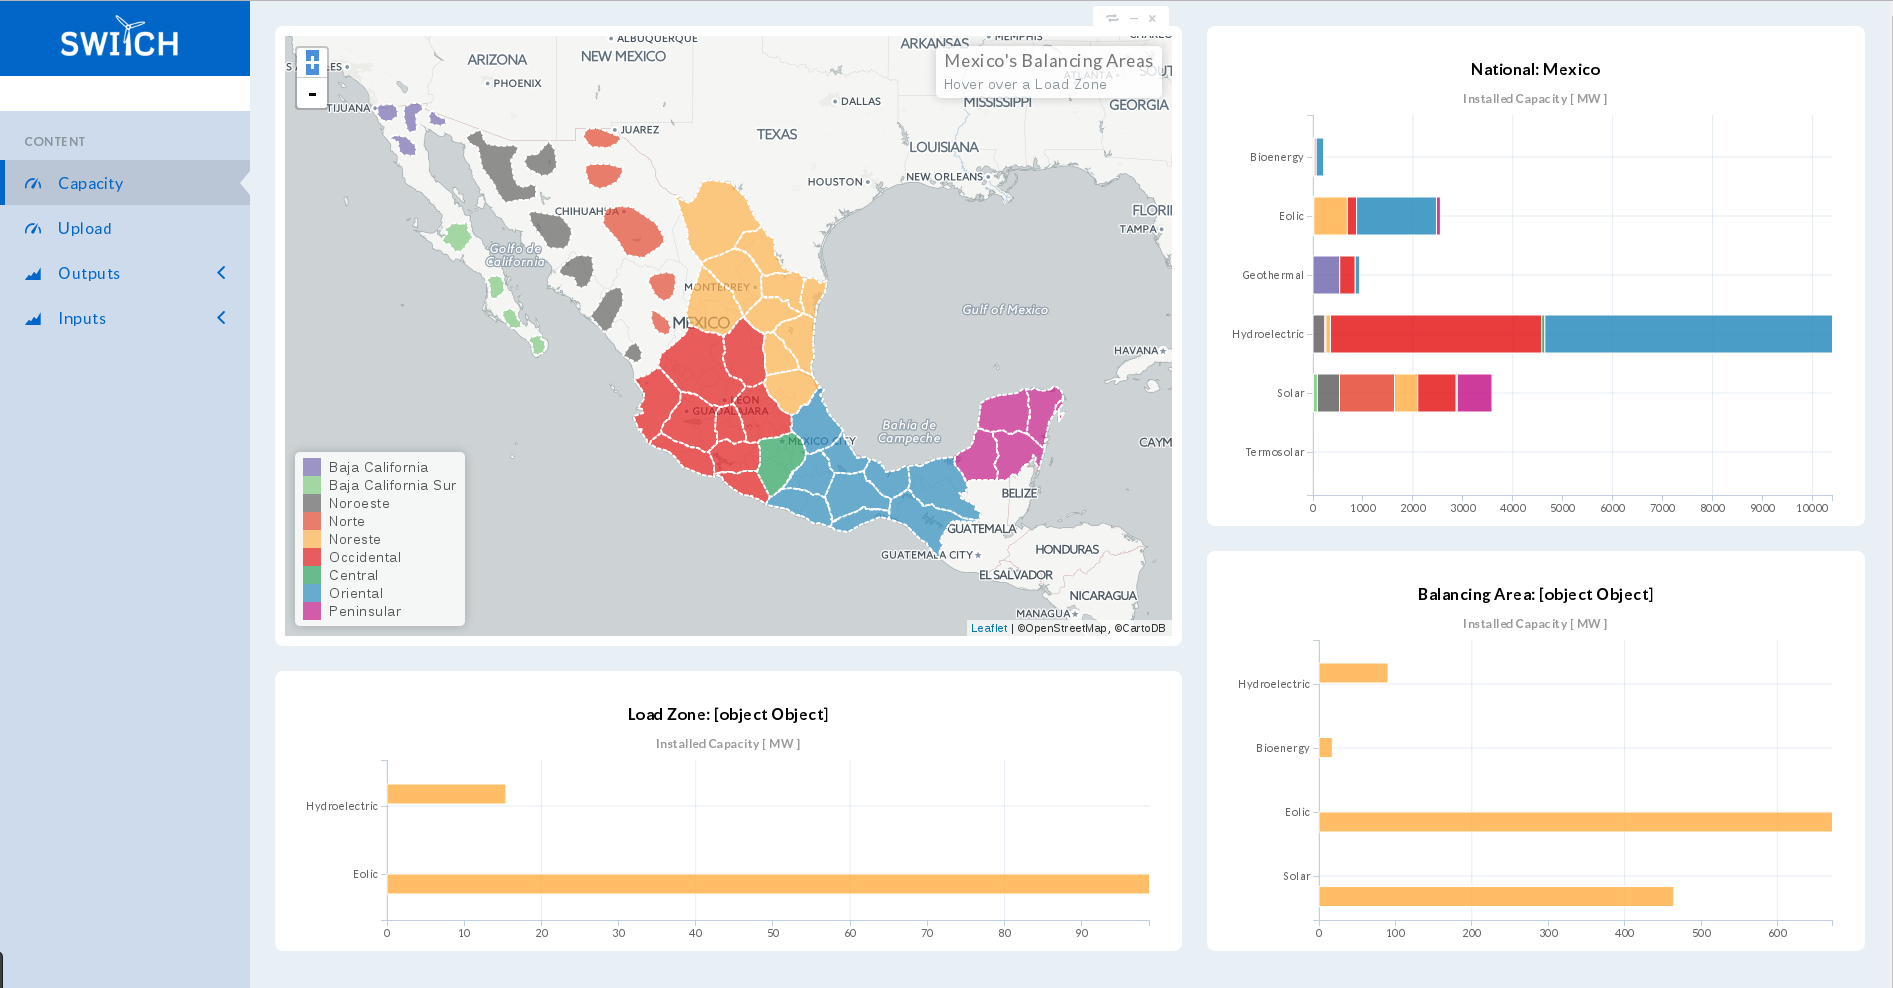 SWITCH
CONTENT
Capacity
Upload
Outputs
Inputs
+
-
ALBUQUERQUE
ARIZONA
NEW MEXICO
PHOENIX
TIJUANA
JUAREZ
DALLAS
TEXAS
ARKANSAS
MEMPHIS
Mexico's Balancing Areas
Hover over a Load Zone
ATLANTA
MISSISSIPPI
GEORGIA
LOUISIANA
HOUSTON
NEW ORLEANS
CHIHUAHUA
TAMPA
Golfo de
California
MONTERREY
MEXICO
Gulf of Mexico
HAVANA
LEON
GUADALAJARA
MEXICO CITY
Bahía de
Campeche
BELIZE
GUATEMALA
GUATEMALA CITY
HONDURAS
EL SALVADOR
NICARAGUA
MANAGUA
Baja California
Baja California Sur
Noroeste
Norte
Noreste
Occidental
Central
Oriental
Peninsular
Leaflet | ©OpenStreetMap, ©CartoDB
National: Mexico
Installed Capacity [ MW ]
Bioenergy
Eolic
Geothermal
Hydroelectric
Solar
Termosolar
0 1000 2000 3000 4000 5000 6000 7000 8000 9000 10000
Load Zone: [object Object]
Installed Capacity [ MW ]
Hydroelectric
Eolic
0 10 20 30 40 50 60 70 80 90
Balancing Area: [object Object]
Installed Capacity [ MW ]
Hydroelectric
Bioenergy
Eolic
Solar
0 100 200 300 400 500 600